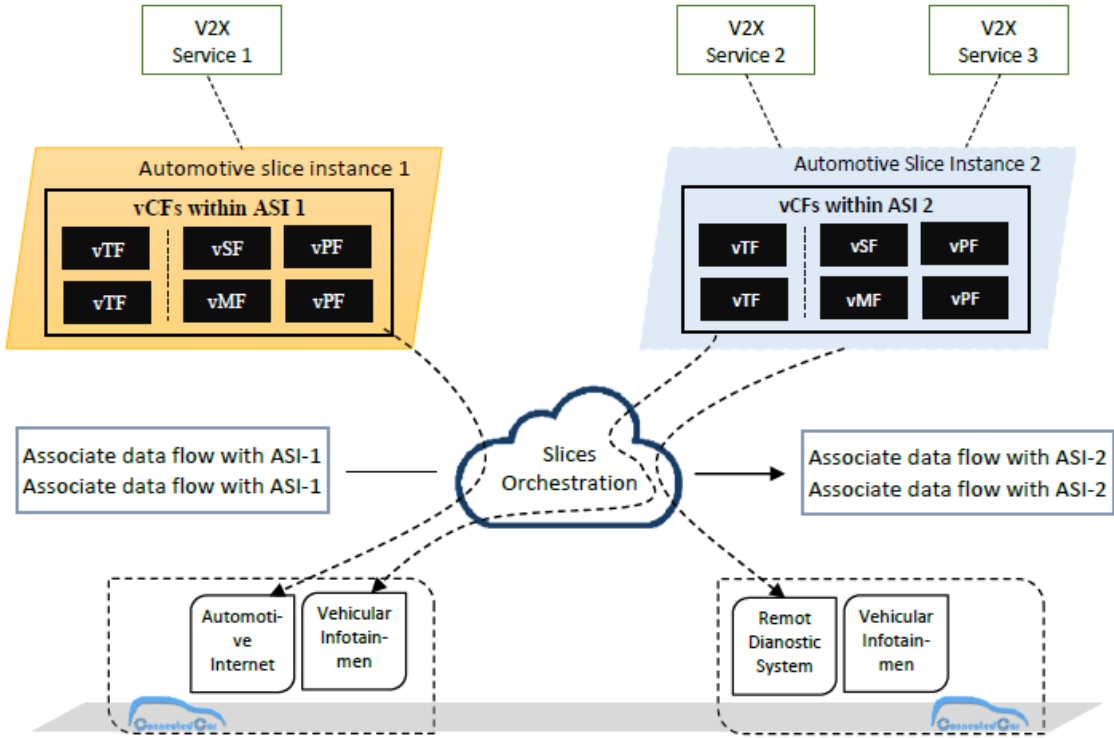 V2X
Service 1
V2X
Service 2
V2X
Service 3
Automotive slice instance 1
vCFs within ASI 1
vTF
vSF
vPF
vTF
vMF
vPF
Automotive Slice Instance 2
vCFs within ASI 2
vTF
vSF
vPF
vTF
vMF
vPF
Associate data flow with ASI-1
Associate data flow with ASI-1
Slices
Orchestration
Associate data flow with ASI-2
Associate data flow with ASI-2
Automoti-
ve
Internet
Vehicular
Infotain-
men
Remot
Dianostic
System
Vehicular
Infotain-
men
ConnectedCar
ConnectedCar